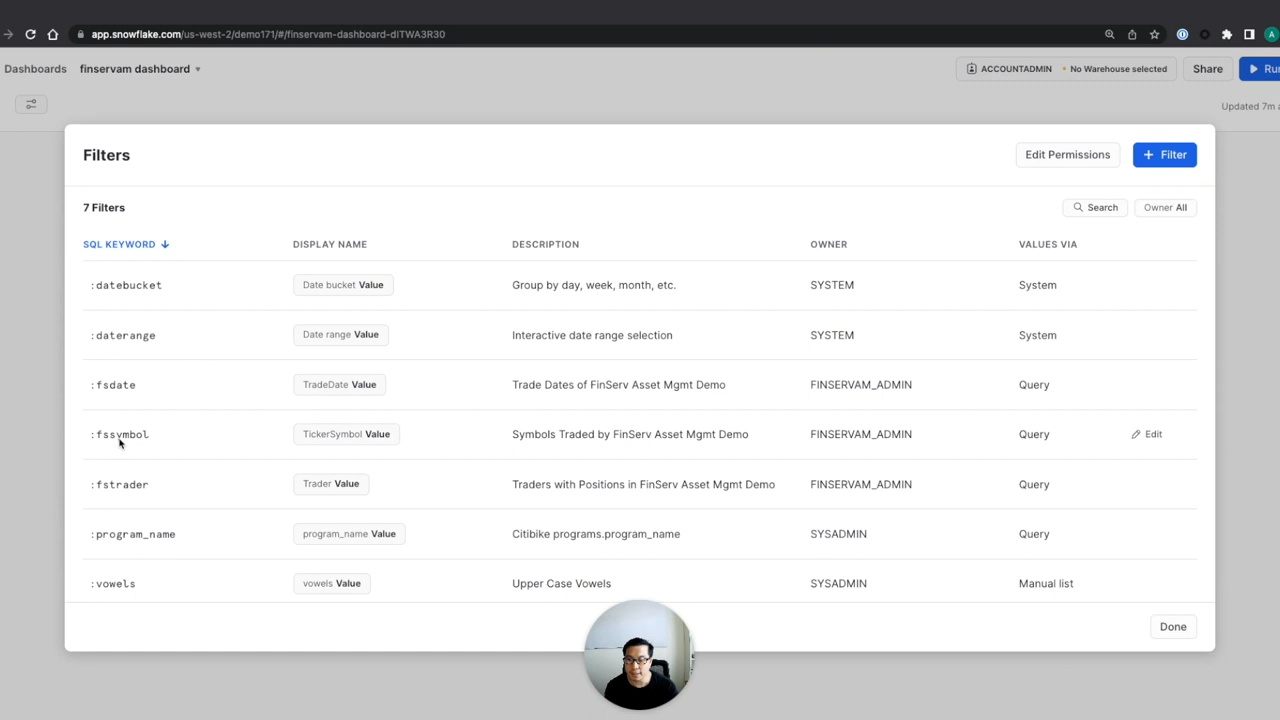 app.snowflake.com/us-west-2/demo171/#/finservam-dashboard-dITWA3R30
Dashboards finservam dashboard
ACCOUNTADMIN • No Warehouse selected Share
Updated 7m
Filters Edit Permissions + Filter
7 Filters Search Owner All
SQL KEYWORD ↓ DISPLAY NAME DESCRIPTION OWNER VALUES VIA
:datebucket Date bucket Value Group by day, week, month, etc. SYSTEM System
:daterange Date range Value Interactive date range selection SYSTEM System
:fsdate TradeDate Value Trade Dates of FinServ Asset Mgmt Demo FINSERVAM_ADMIN Query
:fssymbol TickerSymbol Value Symbols Traded by FinServ Asset Mgmt Demo FINSERVAM_ADMIN Query Edit
:fstrader Trader Value Traders with Positions in FinServ Asset Mgmt Demo FINSERVAM_ADMIN Query
:program_name program_name Value Citibike programs.program_name SYSADMIN Query
:vowels vowels Value Upper Case Vowels SYSADMIN Manual list
Done